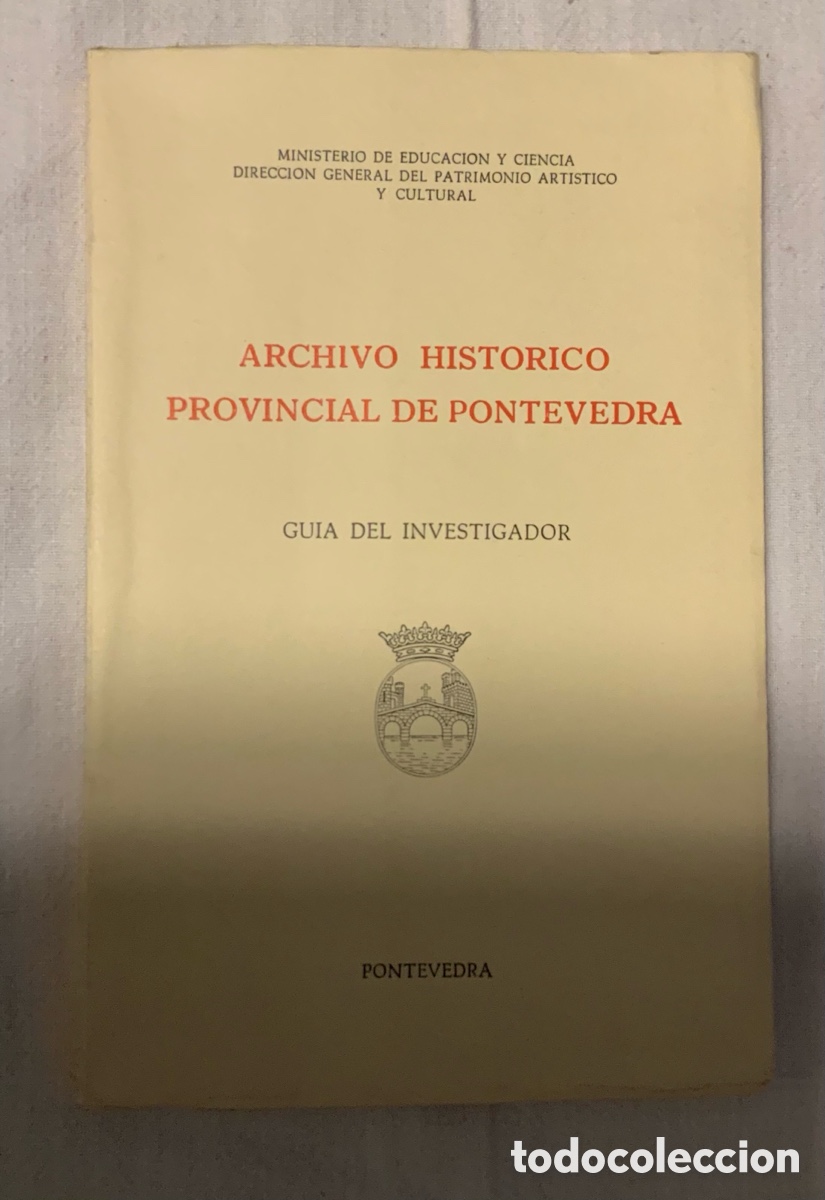 MINISTERIO DE EDUCACION Y CIENCIA
DIRECCION GENERAL DEL PATRIMONIO ARTISTICO
Y CULTURAL
ARCHIVO HISTORICO
PROVINCIAL DE PONTEVEDRA
GUIA DEL INVESTIGADOR
PONTEVEDRA
todocoleccion